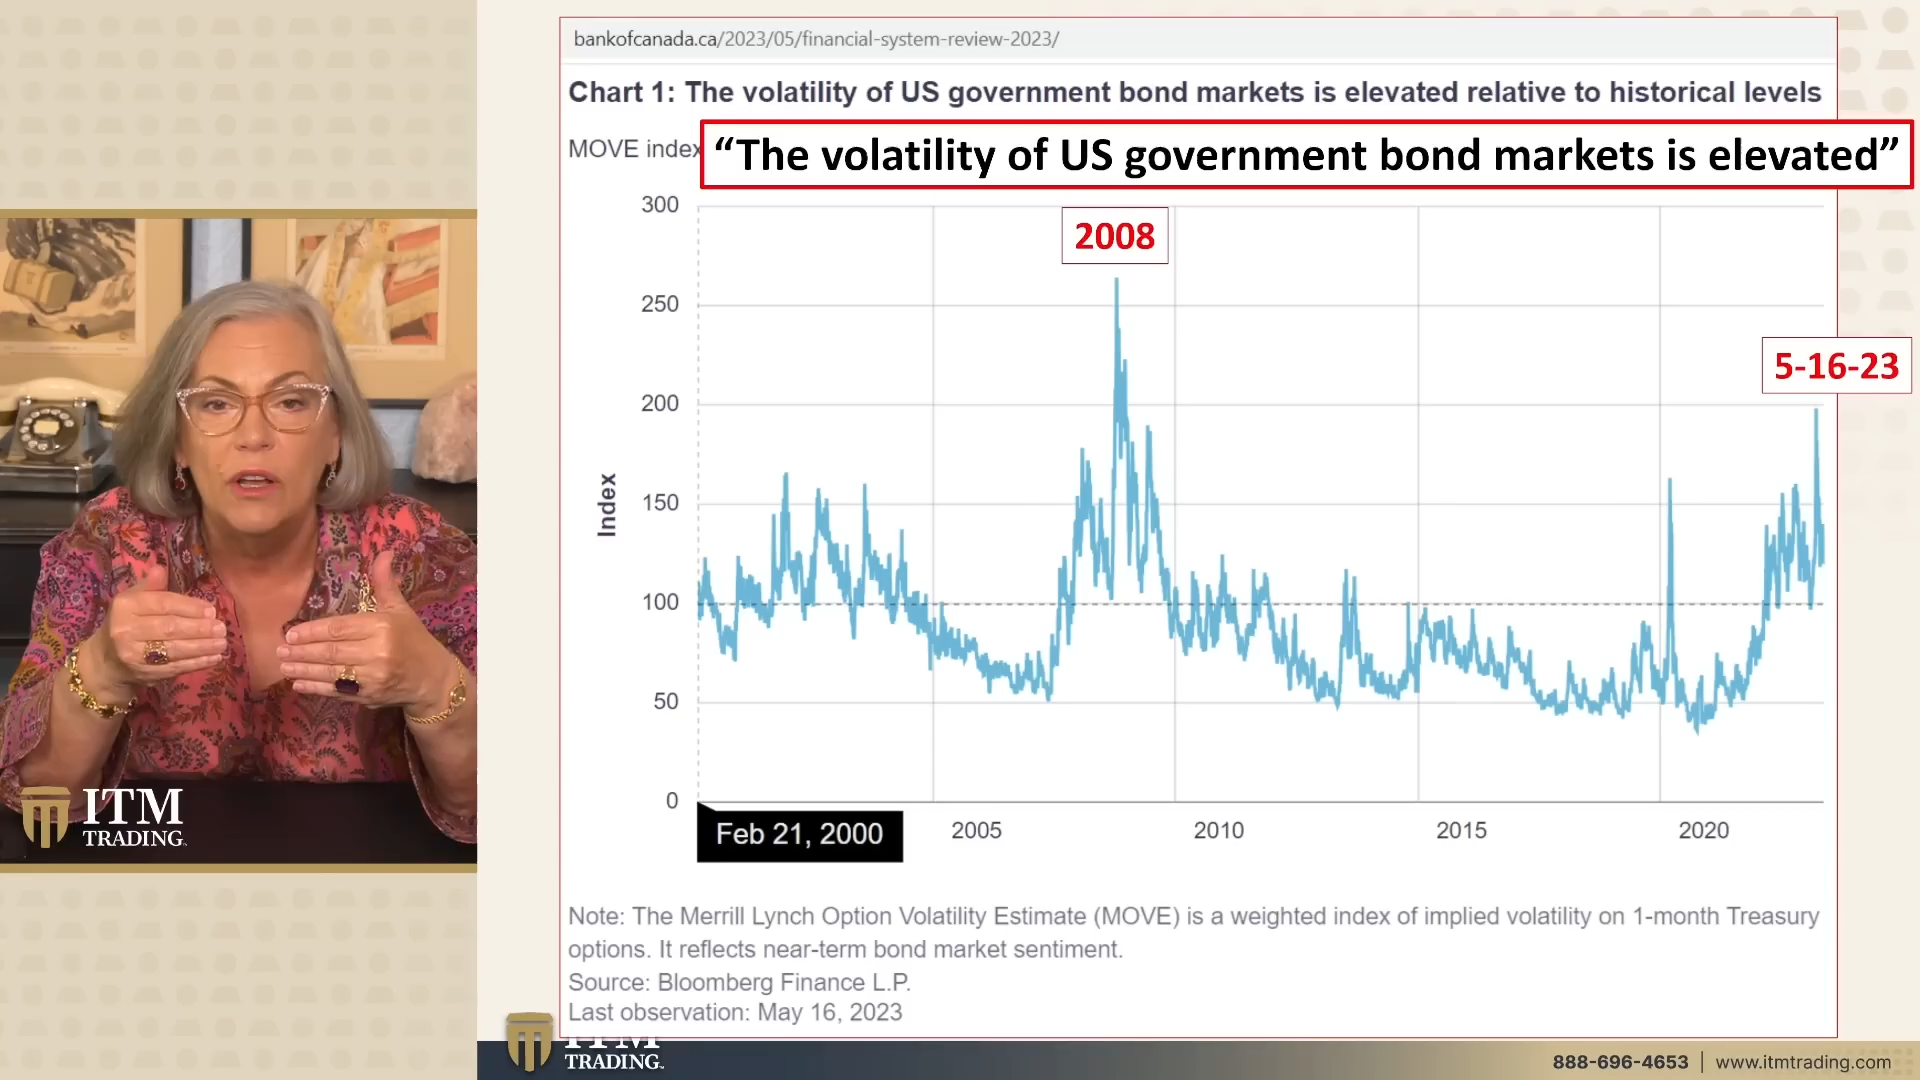 bankofcanada.ca/2023/05/financial-system-review-2023/
Chart 1: The volatility of US government bond markets is elevated relative to historical levels
MOVE index
“The volatility of US government bond markets is elevated”
300
250
200
150
100
50
0
Index
2008
5-16-23
Feb 21, 2000
2005
2010
2015
2020
Note: The Merrill Lynch Option Volatility Estimate (MOVE) is a weighted index of implied volatility on 1-month Treasury
options. It reflects near-term bond market sentiment.
Source: Bloomberg Finance L.P.
Last observation: May 16, 2023
ITM
TRADING
ITM
TRADING
888-696-4653 | www.itmtrading.com